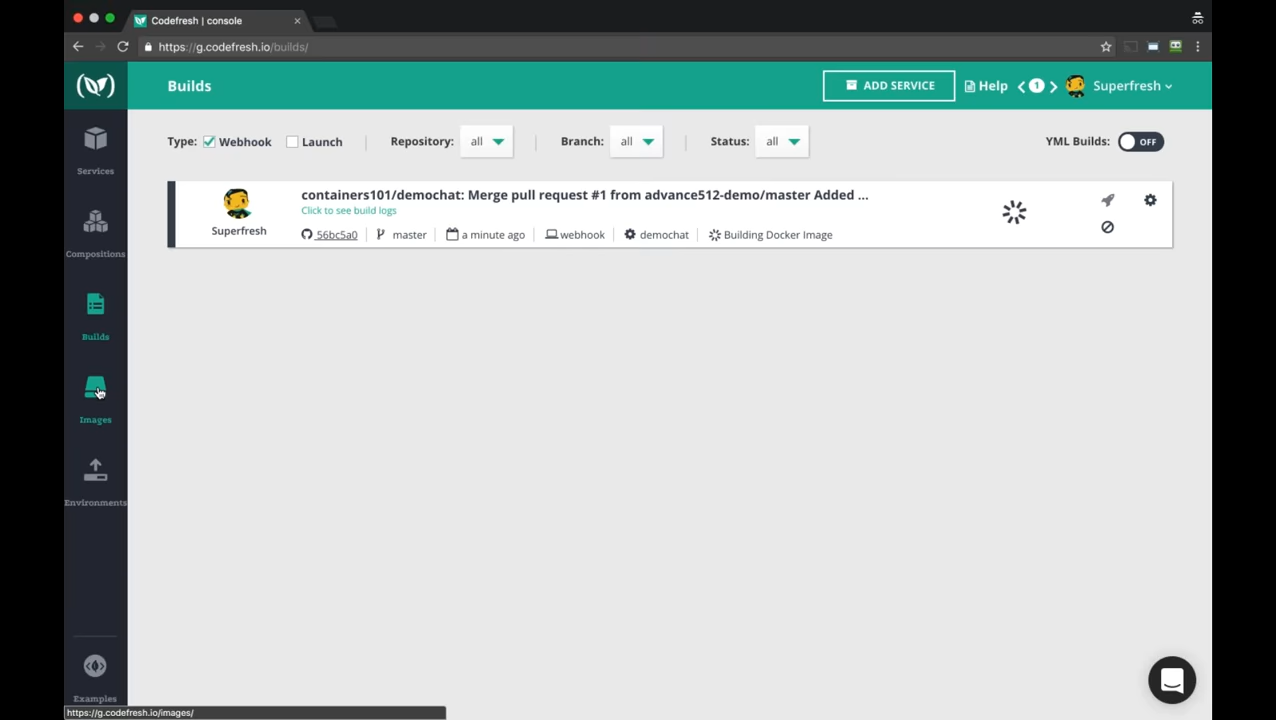 Codefresh | console
https://g.codefresh.io/builds/
Builds
ADD SERVICE
Help
1
Superfresh
Services
Compositions
Builds
Images
Environments
Examples
Type: Webhook Launch Repository: all Branch: all Status: all YML Builds: OFF
containers101/demochat: Merge pull request #1 from advance512-demo/master Added ...
Click to see build logs
Superfresh
56bc5a0 master a minute ago webhook demochat Building Docker Image
https://g.codefresh.io/images/